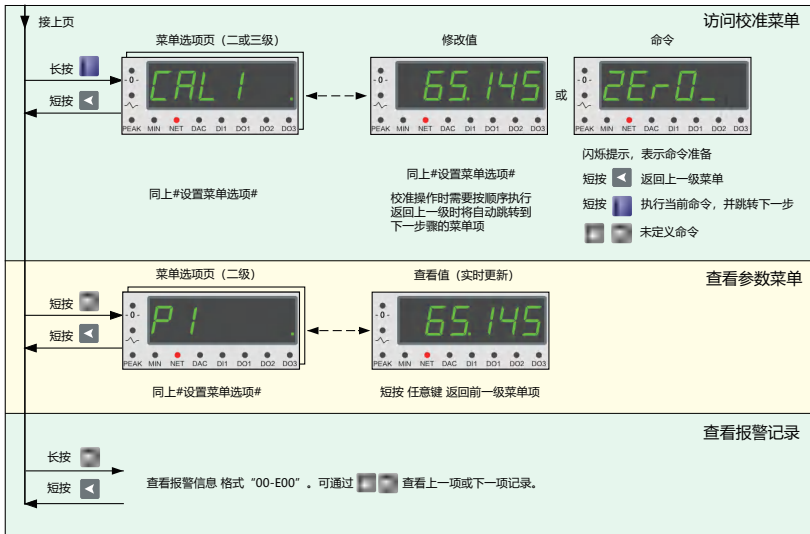 接上页
访问校准菜单
菜单选项页（二或三级）
修改值
命令
长按
短按
CAL 1 .
-0-
PEAK MIN NET DAC DI1 DO1 DO2 DO3
65.145
-0-
PEAK MIN NET DAC DI1 DO1 DO2 DO3
或
2Er0_
-0-
PEAK MIN NET DAC DI1 DO1 DO2 DO3
同上#设置菜单选项#
同上#设置菜单选项#
校准操作时需要按顺序执行
返回上一级时将自动跳转到
下一步骤的菜单项
闪烁提示，表示命令准备
短按 返回上一级菜单
短按 执行当前命令，并跳转下一步
未定义命令
查看参数菜单
菜单选项页（二级）
查看值（实时更新）
短按
短按
P1 .
-0-
PEAK MIN NET DAC DI1 DO1 DO2 DO3
65.145
-0-
PEAK MIN NET DAC DI1 DO1 DO2 DO3
同上#设置菜单选项#
短按 任意键 返回前一级菜单项
查看报警记录
长按
短按
查看报警信息 格式“00-E00”。可通过 查看上一项或下一项记录。